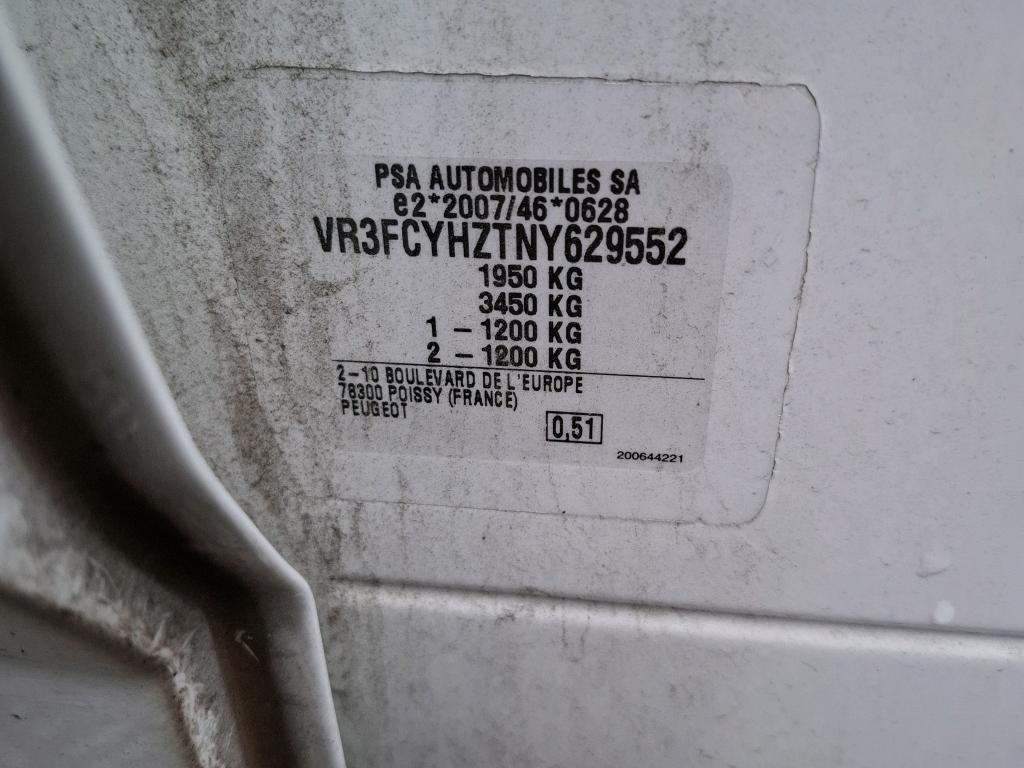 PSA AUTOMOBILES SA
e2*2007/46*0628
VR3FCYHZTNY629552
1950 KG
3450 KG
1 - 1200 KG
2 - 1200 KG
2-10 BOULEVARD DE L'EUROPE
78300 POISSY (FRANCE)
PEUGEOT
0,51
200644221